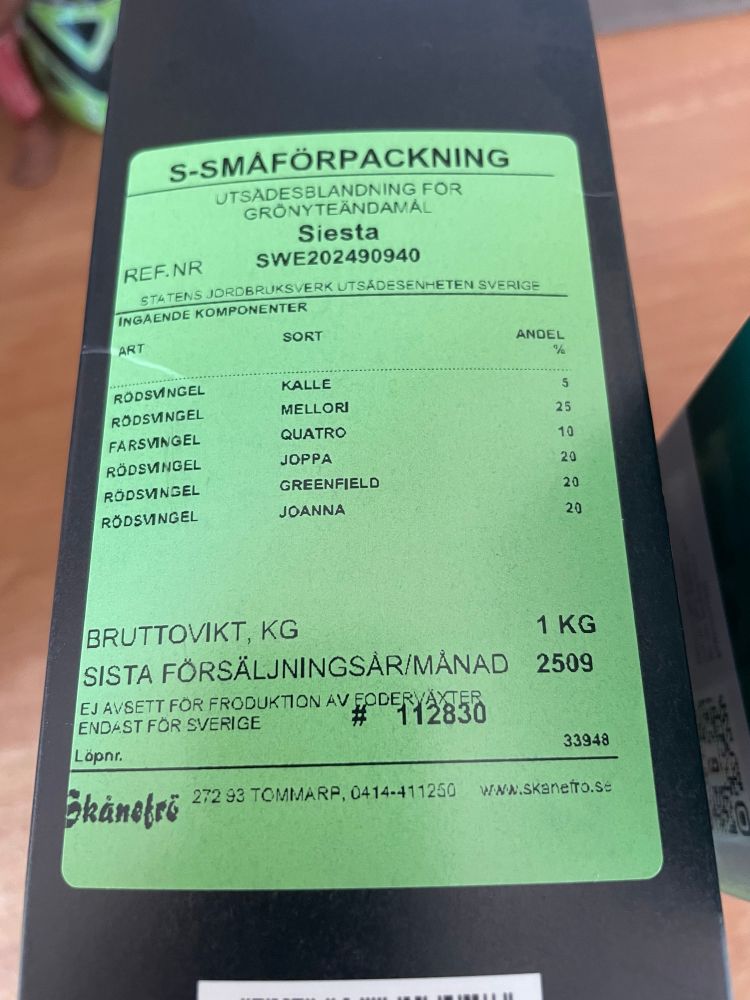 S-SMÅFÖRPACKNING
UTSÄDESBLANDNING FÖR
GRÖNYTEÄNDAMÅL
Siesta
REF.NR SWE202490940
STATENS JORDBRUKSVERK UTSÄDESENHETEN SVERIGE
INGÅENDE KOMPONENTER
ART SORT ANDEL
%
RÖDSVINGEL KALLE 5
RÖDSVINGEL MELLORI 25
FÅRSVINGEL QUATRO 10
RÖDSVINGEL JOPPA 20
RÖDSVINGEL GREENFIELD 20
RÖDSVINGEL JOANNA 20
BRUTTOVIKT, KG 1 KG
SISTA FÖRSÄLJNINGSÅR/MÅNAD 2509
EJ AVSETT FÖR PRODUKTION AV FODERVÄXTER
ENDAST FÖR SVERIGE # 112830
Löpnr. 33948
Skånefrö 272 93 TOMMARP, 0414-411250 www.skanefro.se